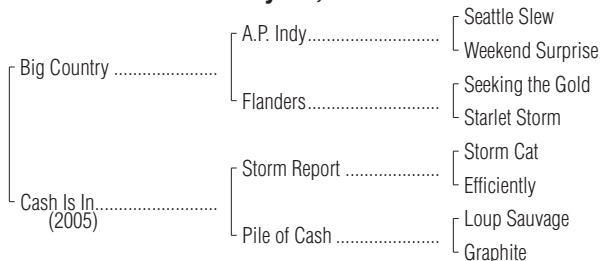 Seattle Slew
A.P. Indy
Weekend Surprise
Big Country
Seeking the Gold
Flanders
Starlet Storm
Storm Cat
Storm Report
Efficiently
Cash Is In
(2005)
Loup Sauvage
Pile of Cash
Graphite